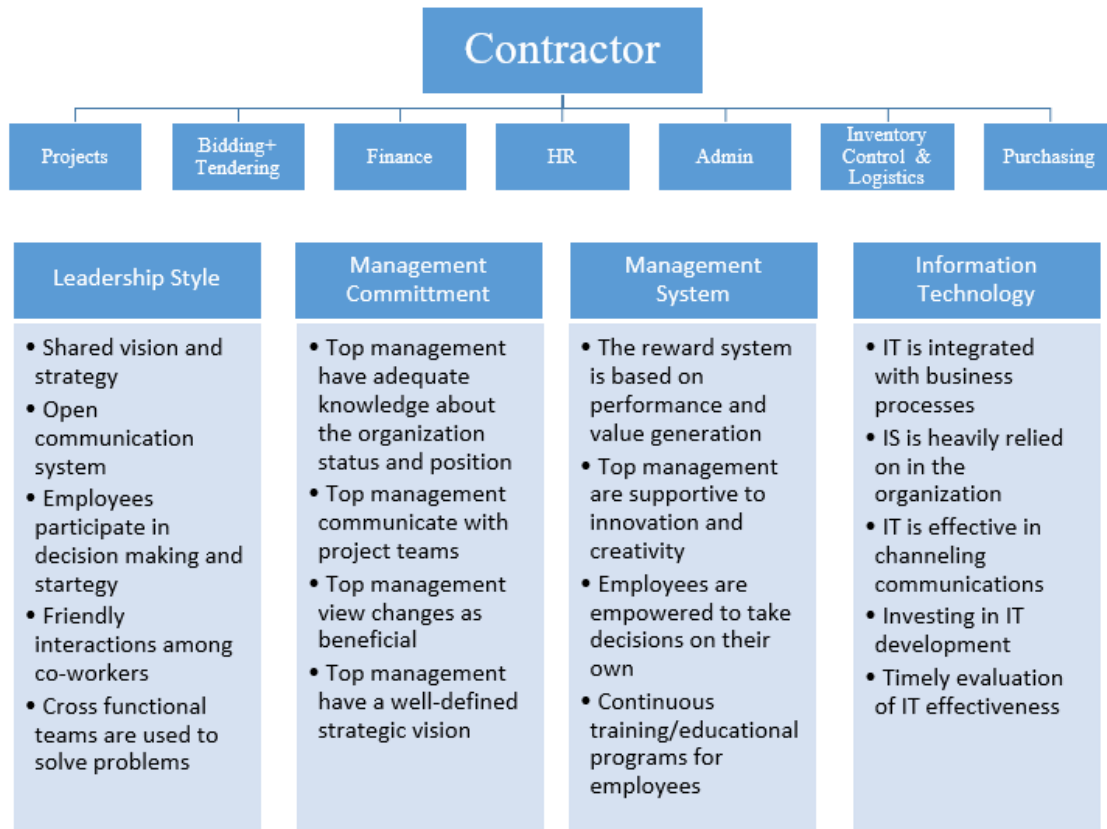 Contractor
Projects
Bidding+
Tendering
Finance
HR
Admin
Inventory
Control &
Logistics
Purchasing
Leadership Style
• Shared vision and
strategy
• Open
communication
system
• Employees
participate in
decision making and
startegy
• Friendly
interactions among
co-workers
• Cross functional
teams are used to
solve problems
Management
Committment
• Top management
have adequate
knowledge about
the organization
status and position
• Top management
communicate with
project teams
• Top management
view changes as
beneficial
• Top management
have a well-defined
strategic vision
Management
System
• The reward system
is based on
performance and
value generation
• Top management
are supportive to
innovation and
creativity
• Employees are
empowered to take
decisions on their
own
• Continuous
training/educational
programs for
employees
Information
Technology
• IT is integrated
with business
processes
• IS is heavily relied
on in the
organization
• IT is effective in
channeling
communications
• Investing in IT
development
• Timely evaluation
of IT effectiveness